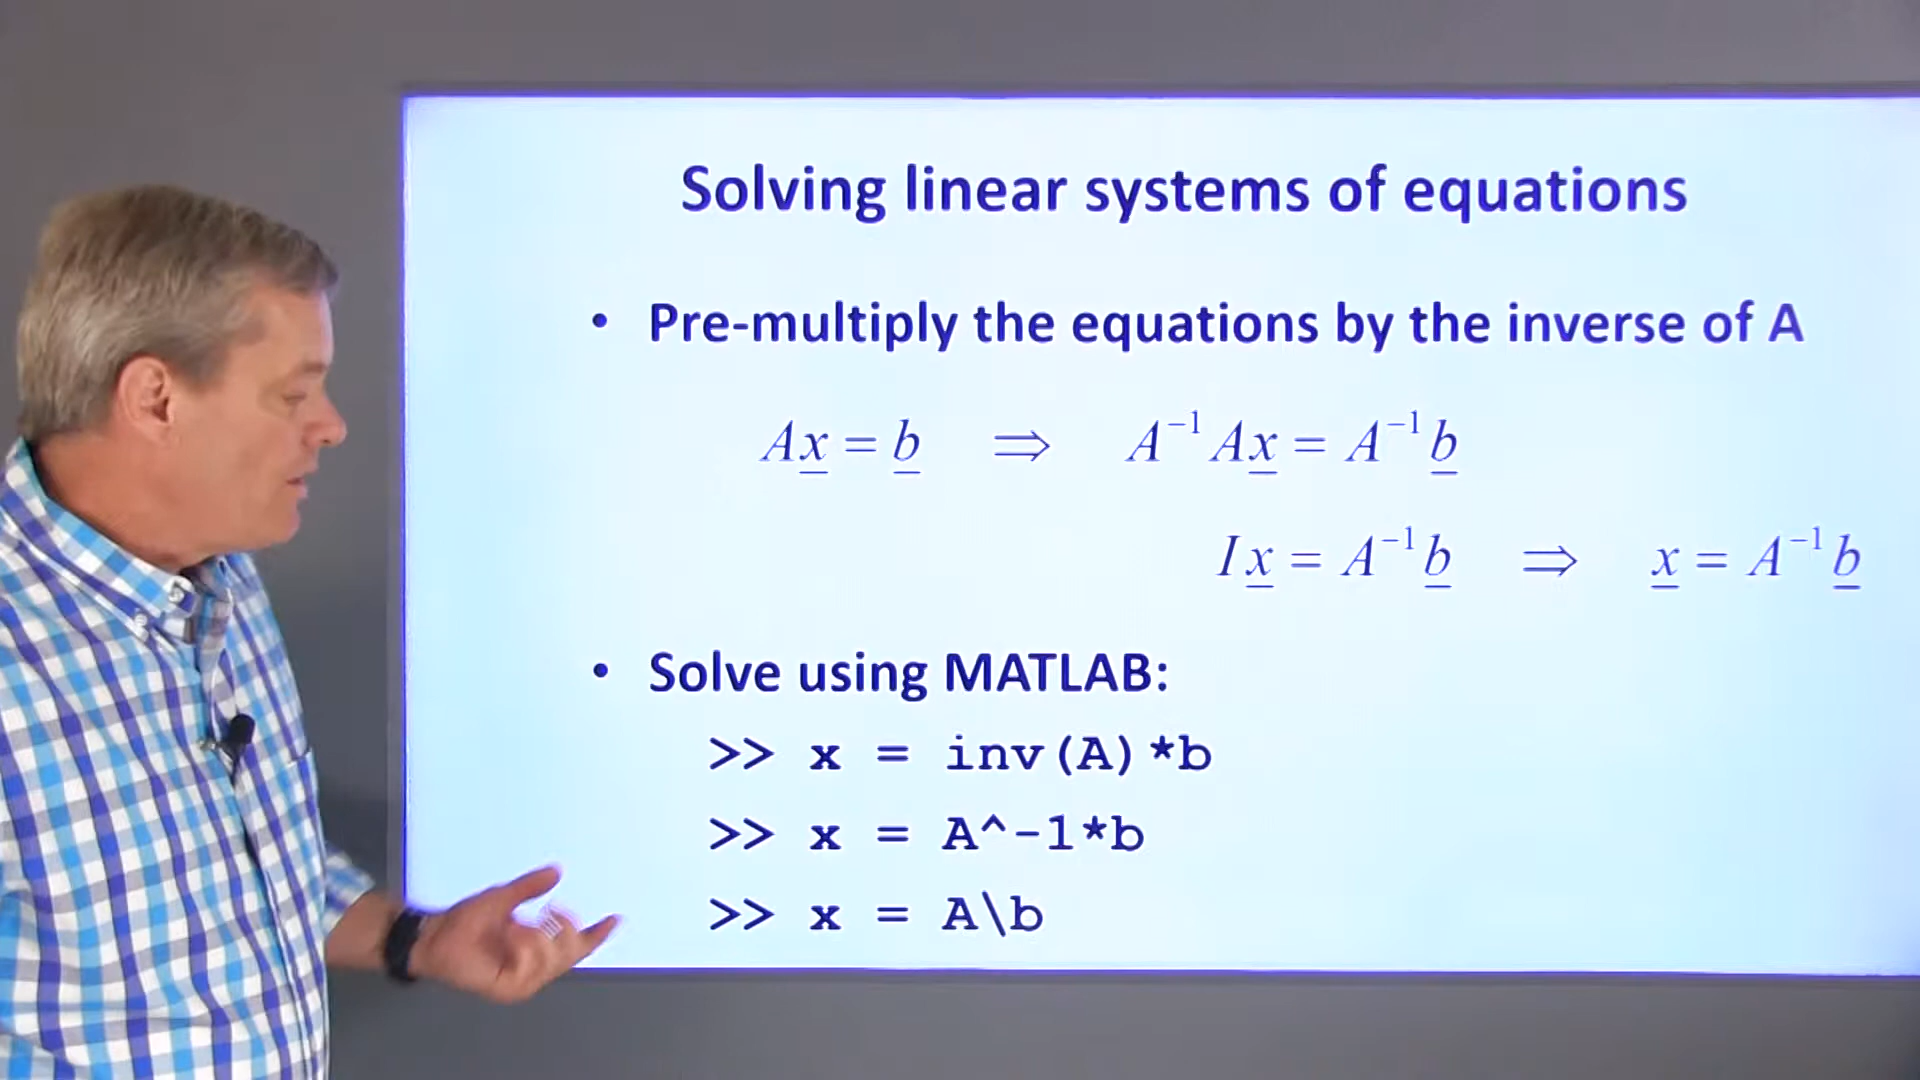 Solving linear systems of equations
• Pre-multiply the equations by the inverse of A
Ax = b ⇒ A⁻¹Ax = A⁻¹b
Ix = A⁻¹b ⇒ x = A⁻¹b
• Solve using MATLAB:
>> x = inv(A)*b
>> x = A^-1*b
>> x = A\b